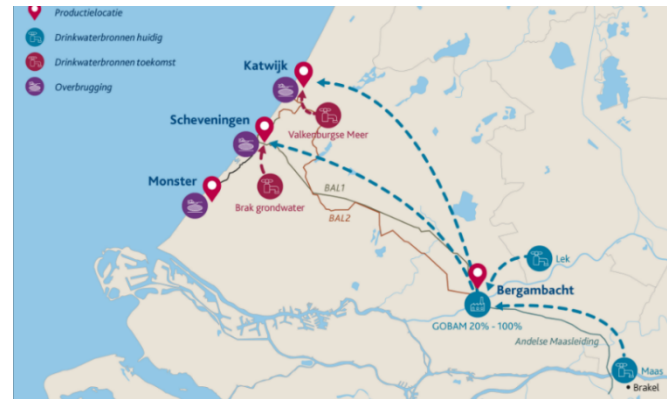 Productielocatie
Drinkwaterbronnen huidig
Drinkwaterbronnen toekomst
Overbrugging
Katwijk
Scheveningen
Valkenburgse Meer
Monster
Brak grondwater
BAL1
BAL2
Lek
Bergambacht
GOBAM 20% - 100%
Andelse Maasleiding
Maas
Brakel